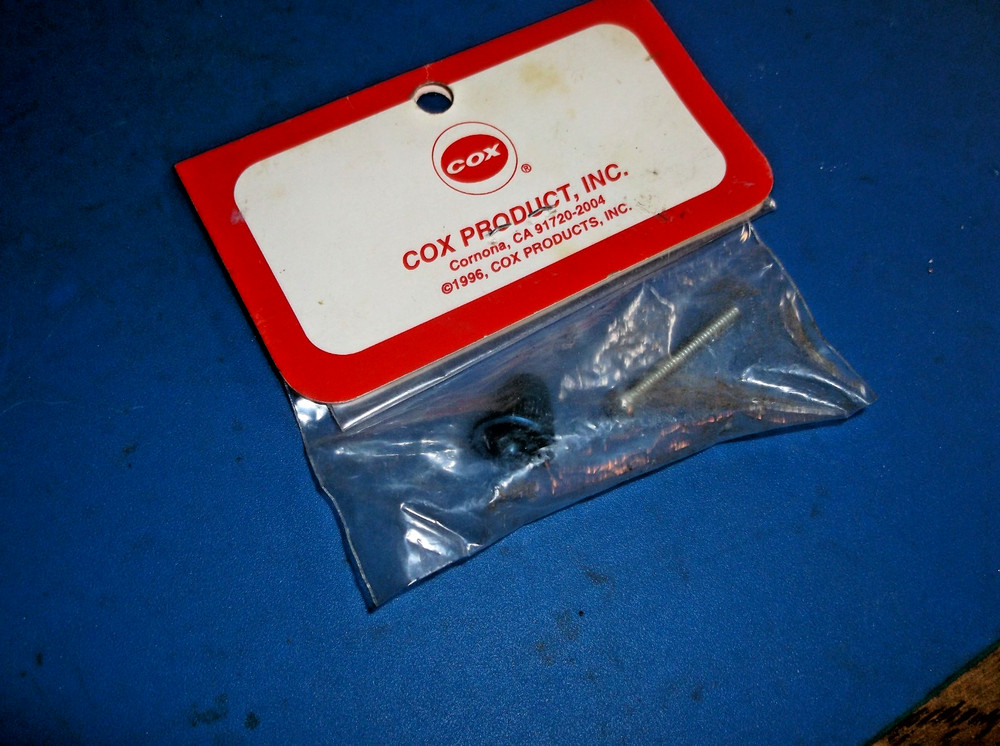 COX
®
COX PRODUCT, INC.
Cornona, CA 91720-2004
©1996, COX PRODUCTS, INC.